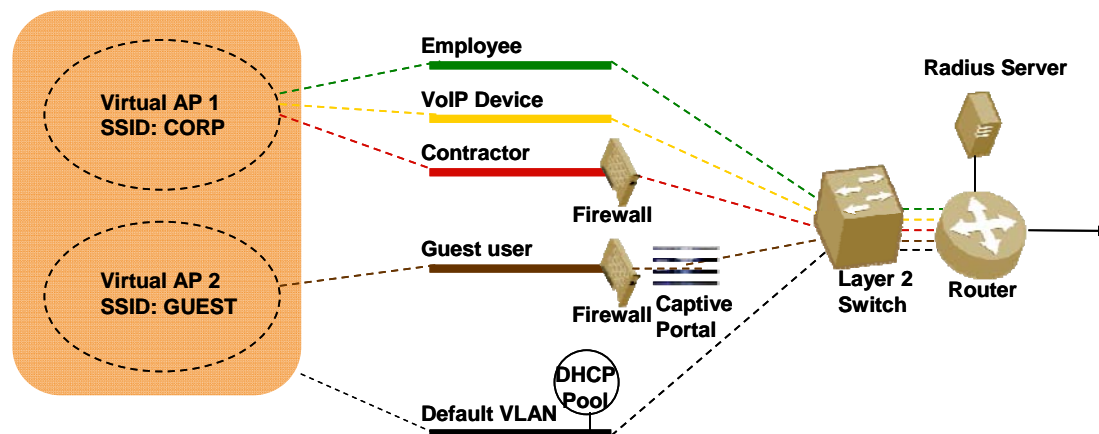 Employee
Radius Server
Virtual AP 1
SSID: CORP
VoIP Device
Contractor
Firewall
Virtual AP 2
SSID: GUEST
Guest user
Firewall
Captive
Portal
Layer 2
Switch
Router
DHCP
Pool
Default VLAN